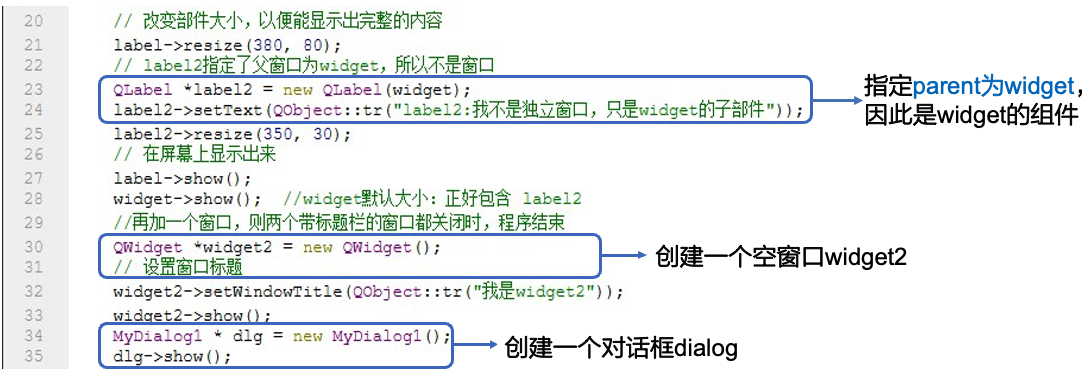 20 // 改变部件大小，以便能显示出完整的内容
21 label->resize(380, 80);
22 // label2指定了父窗口为widget，所以不是窗口
23 QLabel *label2 = new QLabel(widget);
24 label2->setText(QObject::tr("label2:我不是独立窗口，只是widget的子部件"));
25 label2->resize(350, 30);
26 // 在屏幕上显示出来
27 label->show();
28 widget->show(); //widget默认大小：正好包含 label2
29 //再加一个窗口，则两个带标题栏的窗口都关闭时，程序结束
30 QWidget *widget2 = new QWidget();
31 // 设置窗口标题
32 widget2->setWindowTitle(QObject::tr("我是widget2"));
33 widget2->show();
34 MyDialog1 * dlg = new MyDialog1();
35 dlg->show();
指定parent为widget，
因此是widget的组件
创建一个空窗口widget2
创建一个对话框dialog